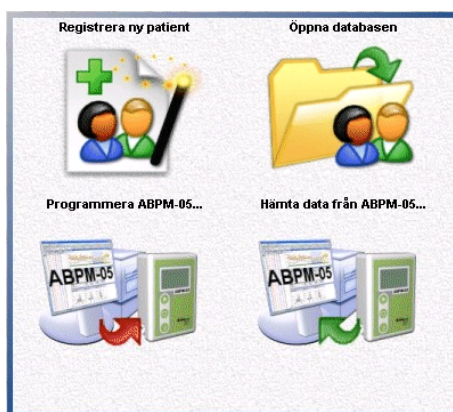 Registrera ny patient
Öppna databasen
Programmera ABPM-05...
Hämta data från ABPM-05...
ABPM-05
ABPM-05